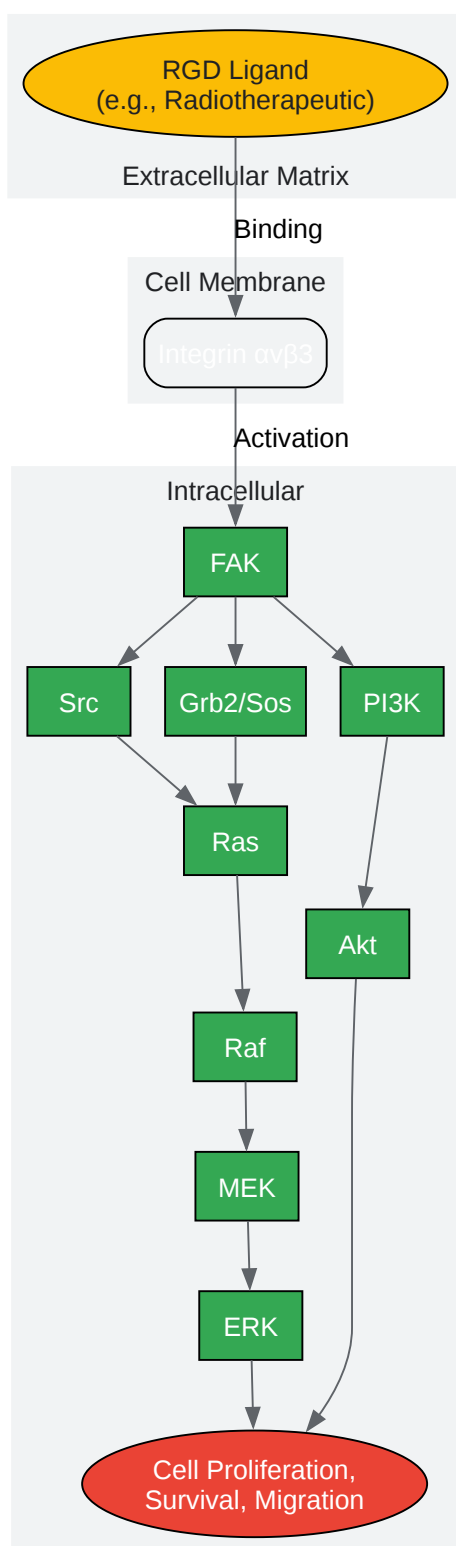 RGD Ligand
(e.g., Radiotherapeutic)
Extracellular Matrix
Binding
Cell Membrane
Integrin αvβ3
Activation
Intracellular
FAK
Src
Grb2/Sos
PI3K
Ras
Akt
Raf
MEK
ERK
Cell Proliferation,
Survival, Migration